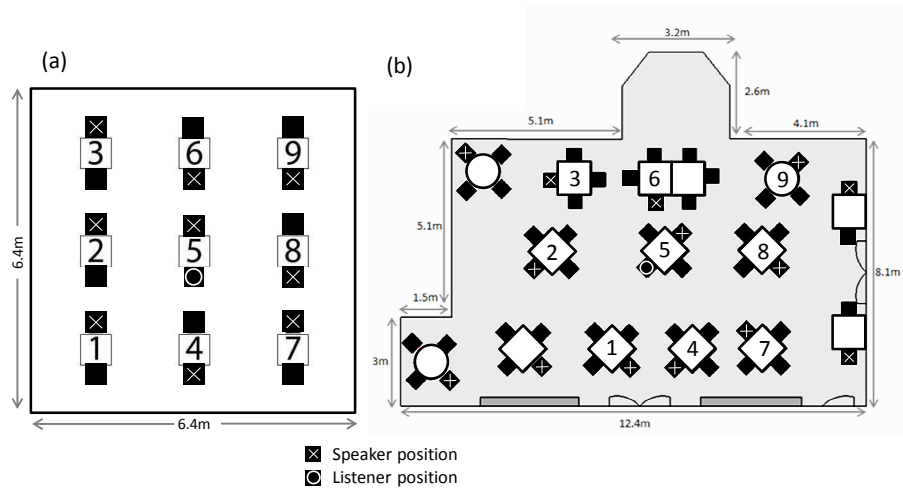 (a)
3 6 9
2 5 8
1 4 7
6.4m
6.4m
(b)
3.2m
2.6m
5.1m
4.1m
3 6 9
5.1m
2 5 8
8.1m
1.5m
3m
1 4 7
12.4m
Speaker position
Listener position